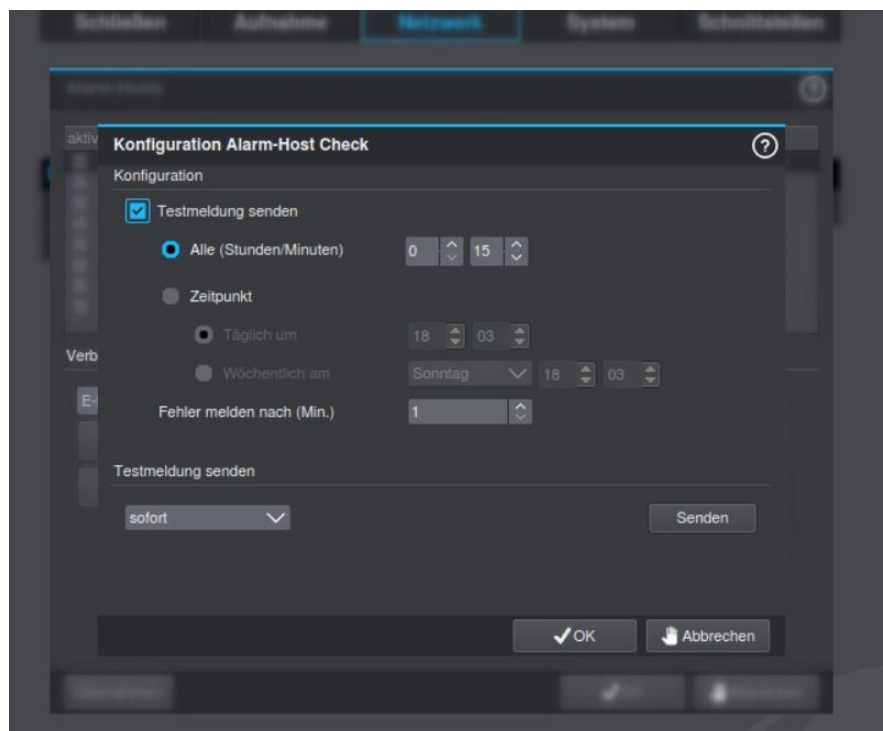 Schließen Aufnahme Netzwerk System Schnittstellen
Alarm-Hosts
aktiv
Konfiguration Alarm-Host Check
Konfiguration
Testmeldung senden
Alle (Stunden/Minuten) 0 15
Zeitpunkt
Täglich um 18 03
Verb
Wöchentlich am Sonntag 18 03
E-
Fehler melden nach (Min.) 1
Testmeldung senden
sofort Senden
OK Abbrechen